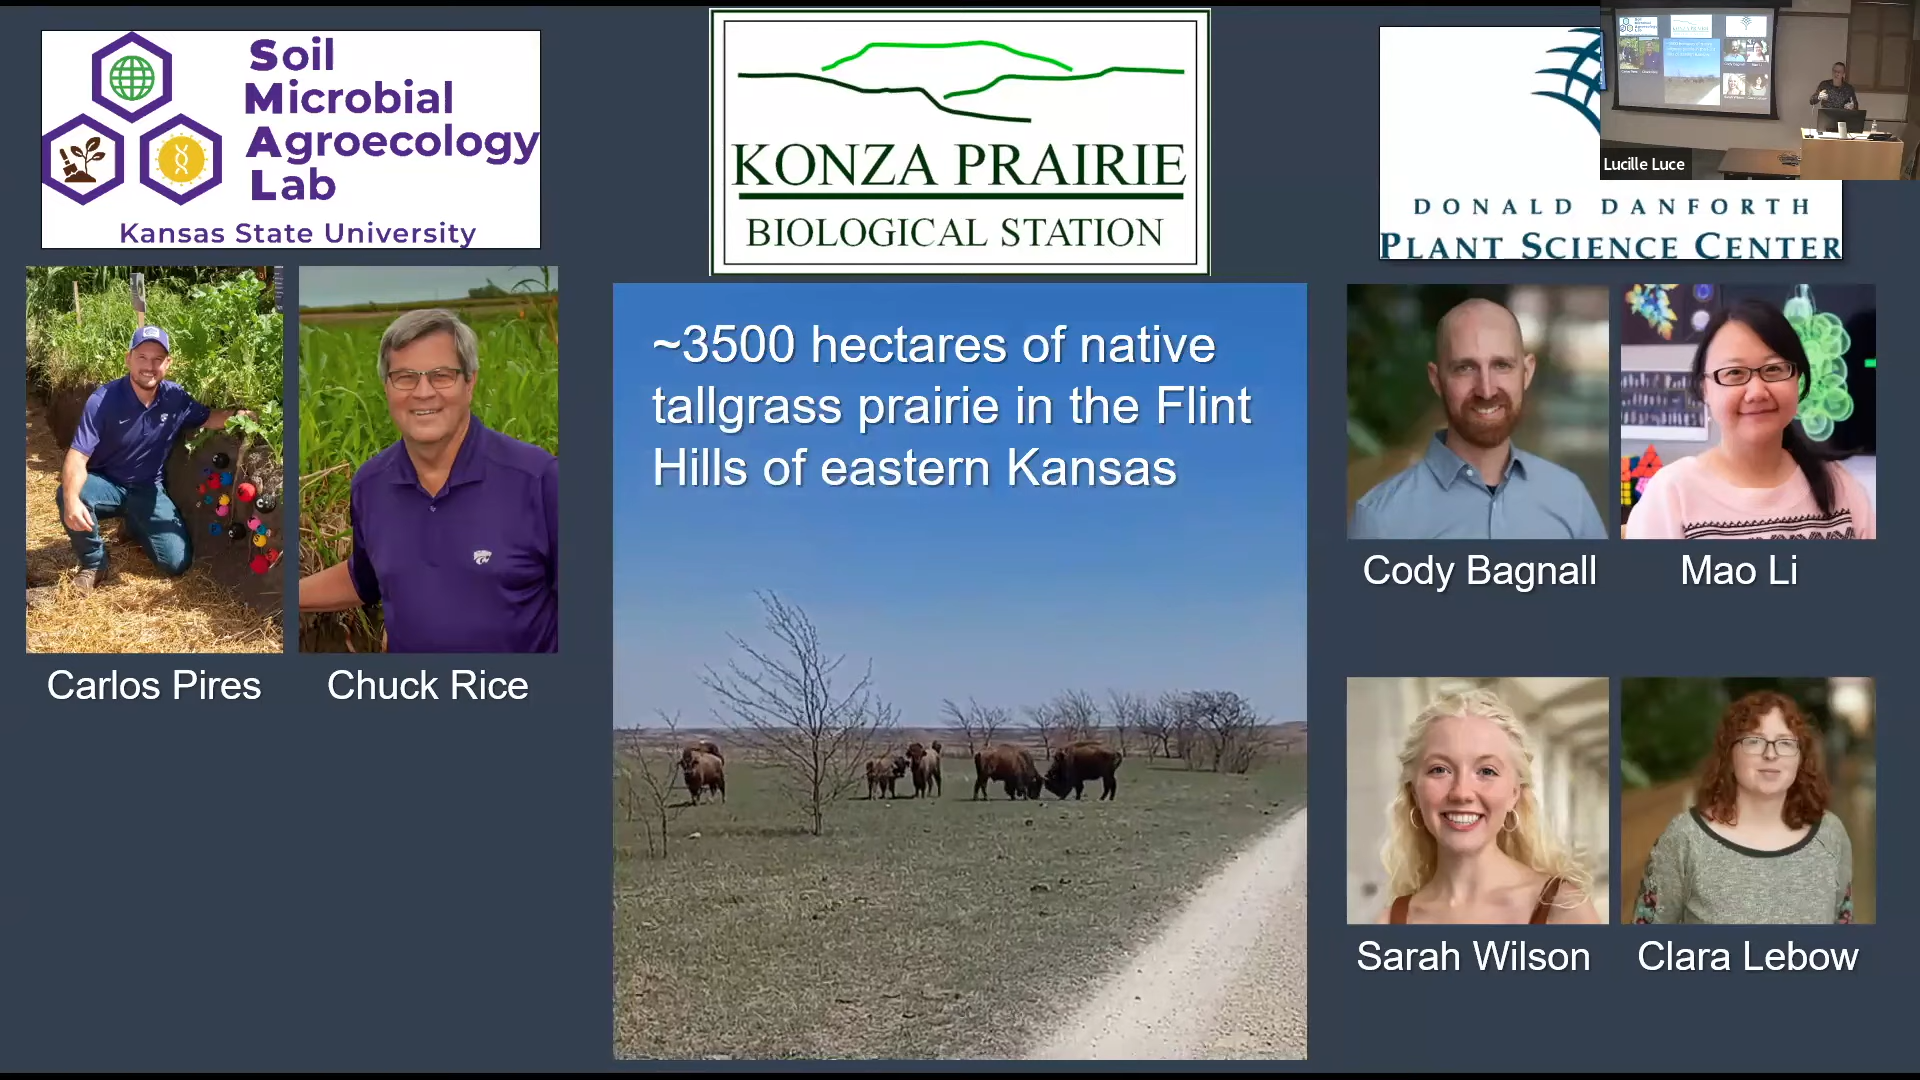 Soil
Microbial
Agroecology
Lab
Kansas State University
KONZA PRAIRIE
BIOLOGICAL STATION
DONALD DANFORTH
PLANT SCIENCE CENTER
Lucille Luce
~3500 hectares of native
tallgrass prairie in the Flint
Hills of eastern Kansas
Carlos Pires
Chuck Rice
Cody Bagnall
Mao Li
Sarah Wilson
Clara Lebow